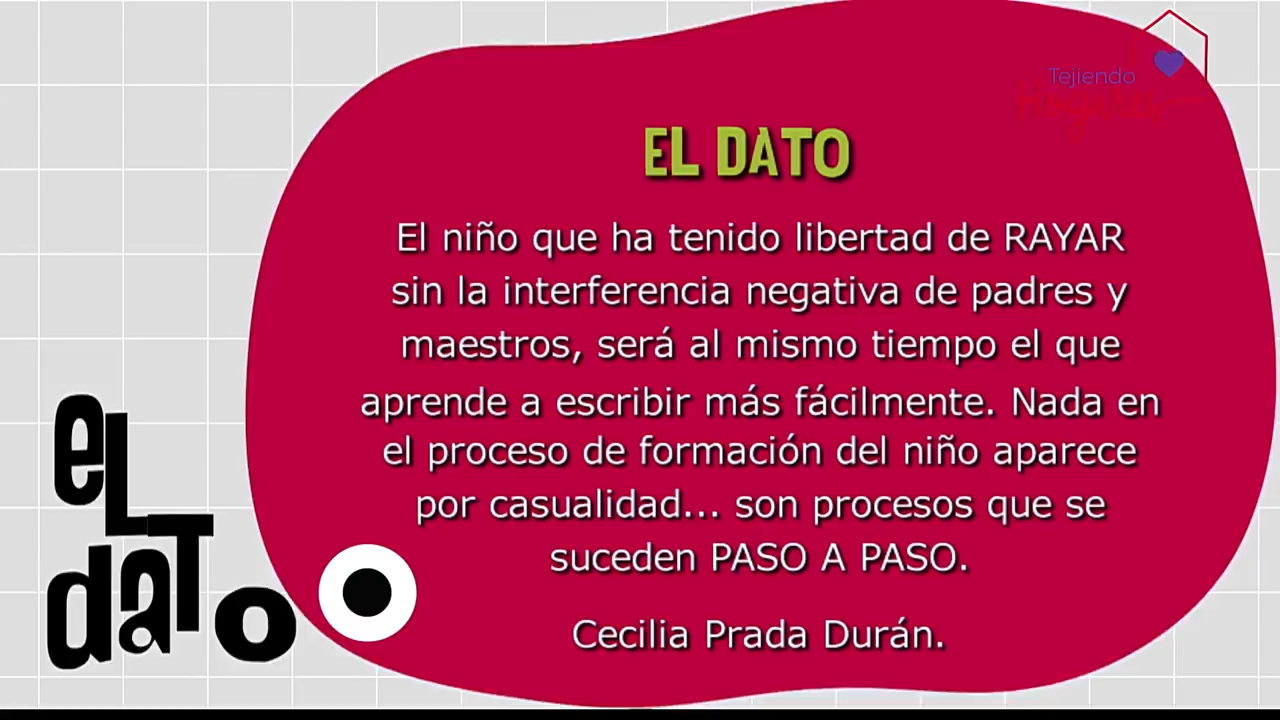 Tejiendo
Hogares
EL DATO
El niño que ha tenido libertad de RAYAR
sin la interferencia negativa de padres y
maestros, será al mismo tiempo el que
aprende a escribir más fácilmente. Nada en
el proceso de formación del niño aparece
por casualidad... son procesos que se
suceden PASO A PASO.
Cecilia Prada Durán.
eL
daTo